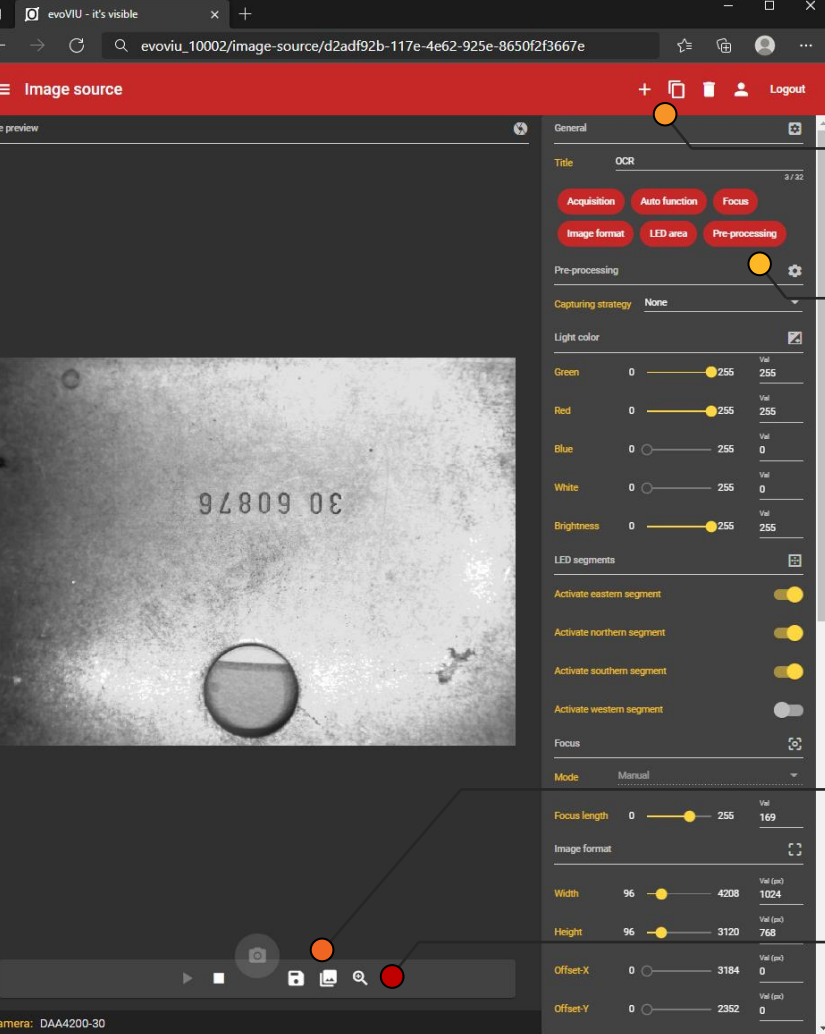 evoVIU - it's visible
evoviu_10002/image-source/d2adf92b-117e-4e62-925e-8650f2f3667e
Image source
Logout
preview
General
Title OCR
3 / 32
Acquisition Auto function Focus
Image format LED area Pre-processing
Pre-processing
Capturing strategy None
Light color
Val
Green 0 255 255
Val
Red 0 255 255
Val
Blue 0 255 0
Val
White 0 255 0
Val
Brightness 0 255 255
LED segments
Activate eastern segment
Activate northern segment
Activate southern segment
Activate western segment
Focus
Mode Manual
Val
Focus length 0 255 169
Image format
Val (px)
Width 96 4208 1024
Val (px)
Height 96 3120 768
Val (px)
Offset-X 0 3184 0
Val (px)
Offset-Y 0 2352 0
30 60876
amera: DAA4200-30